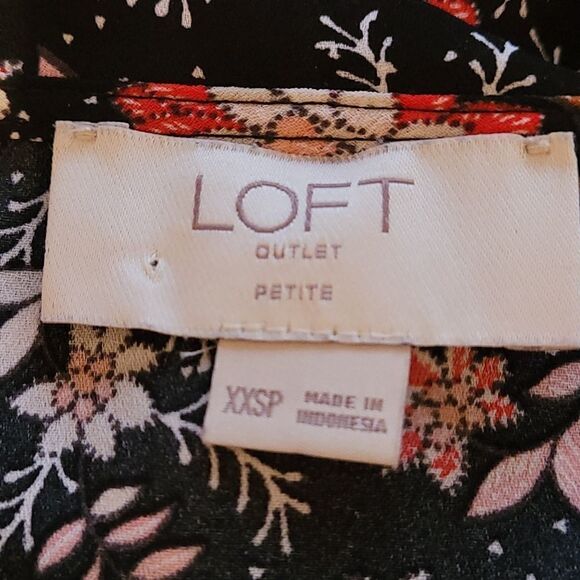 LOFT
OUTLET
PETITE
XXSP
MADE IN
INDONESIA